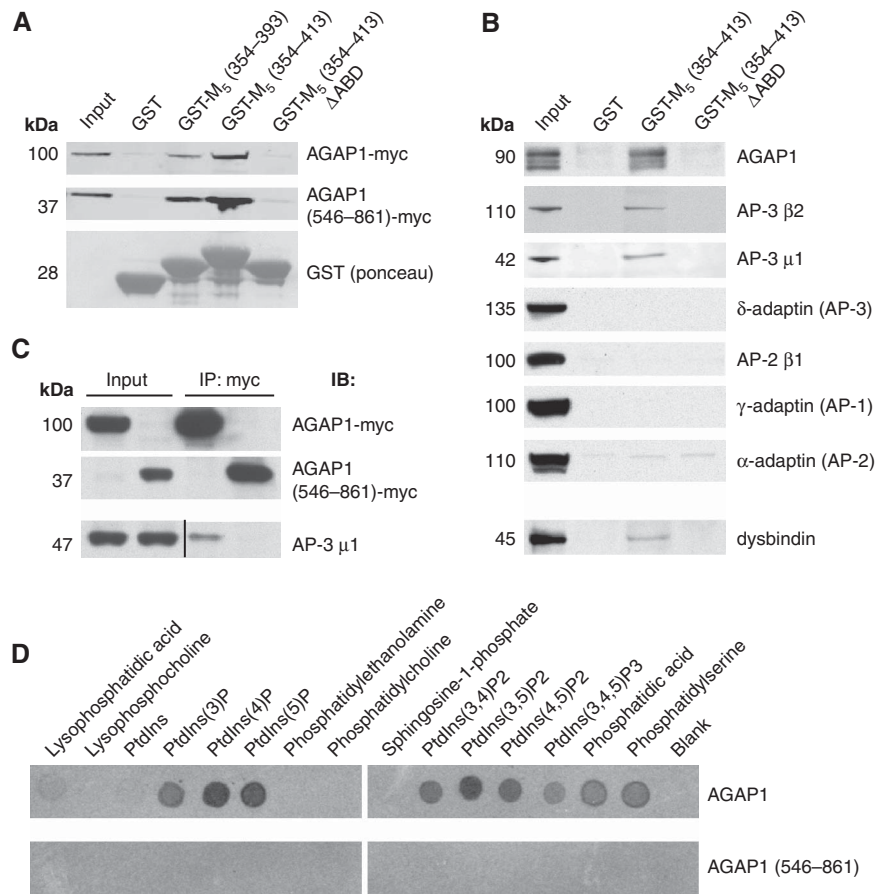 A
Input
GST
GST-M5 (354–393)
GST-M5 (354–413)
GST-M5 (354–413)
ΔABD
kDa
100
AGAP1-myc
37
AGAP1
(546–861)-myc
28
GST (ponceau)
B
Input
GST
GST-M5 (354–413)
GST-M5 (354–413)
ΔABD
kDa
90
AGAP1
110
AP-3 β2
42
AP-3 μ1
135
δ-adaptin (AP-3)
100
AP-2 β1
100
γ-adaptin (AP-1)
110
α-adaptin (AP-2)
45
dysbindin
C
Input
IP: myc
IB:
kDa
100
AGAP1-myc
37
AGAP1
(546–861)-myc
47
AP-3 μ1
D
Lysophosphatidic acid
Lysophosphocholine
PtdIns
PtdIns(3)P
PtdIns(4)P
PtdIns(5)P
Phosphatidylethanolamine
Phosphatidylcholine
Sphingosine-1-phosphate
PtdIns(3,4)P2
PtdIns(3,5)P2
PtdIns(4,5)P2
PtdIns(3,4,5)P3
Phosphatidic acid
Phosphatidylserine
Blank
AGAP1
AGAP1 (546–861)